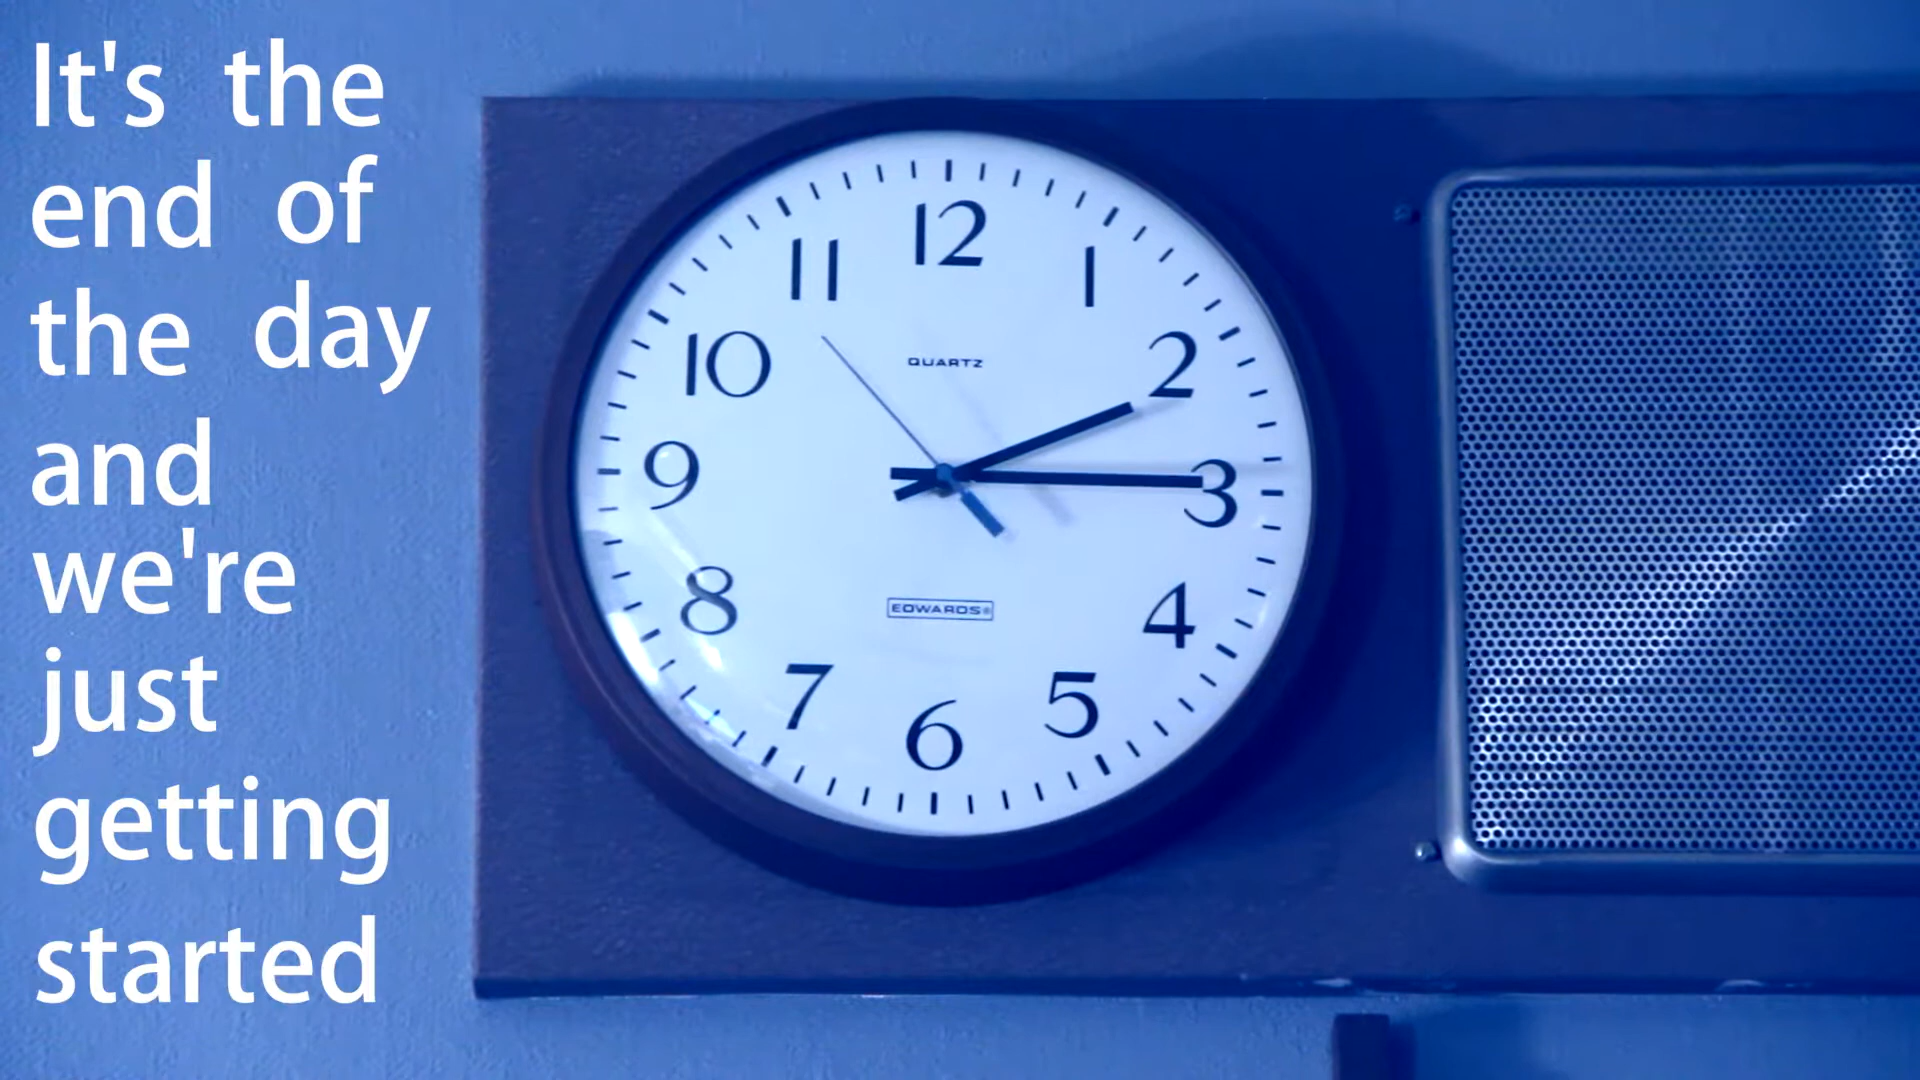 It's the
end of
the day
and
we're
just
getting
started
12
11
1
10
QUARTZ
2
9
3
8
EDWARDS®
4
7
5
6